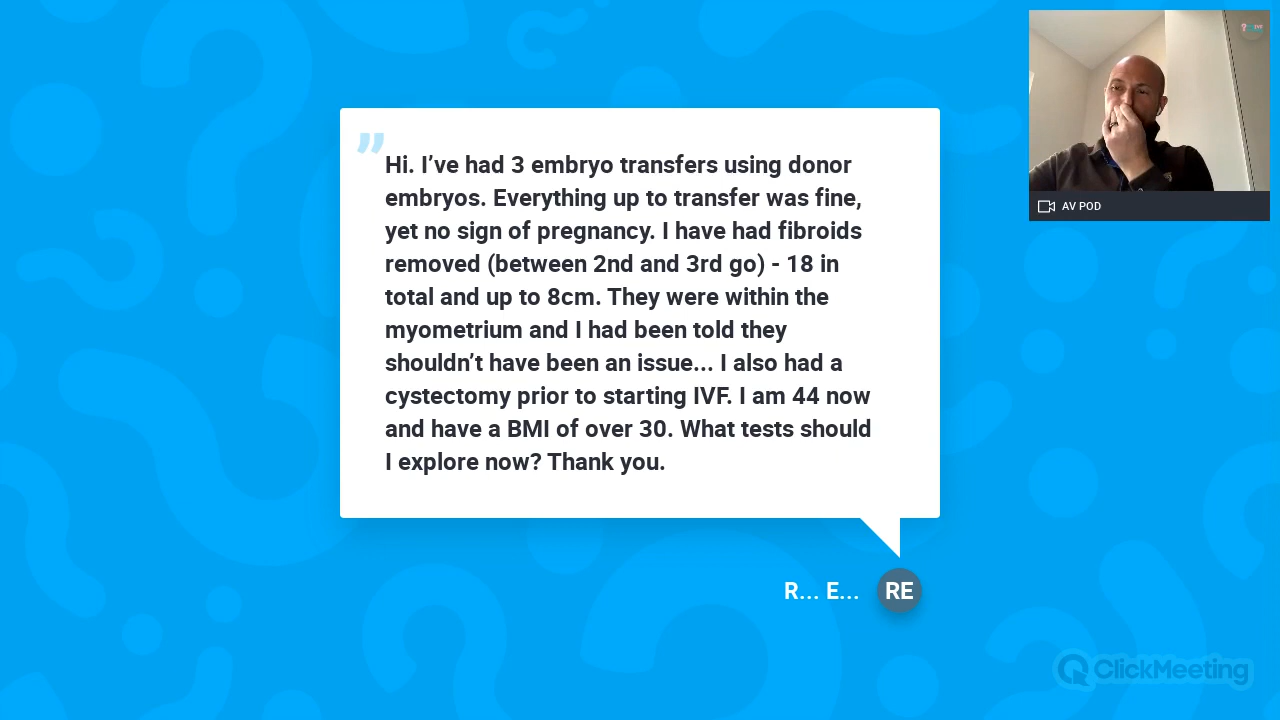 AV POD
”
Hi. I’ve had 3 embryo transfers using donor
embryos. Everything up to transfer was fine,
yet no sign of pregnancy. I have had fibroids
removed (between 2nd and 3rd go) - 18 in
total and up to 8cm. They were within the
myometrium and I had been told they
shouldn’t have been an issue... I also had a
cystectomy prior to starting IVF. I am 44 now
and have a BMI of over 30. What tests should
I explore now? Thank you.
R... E...
RE
ClickMeeting